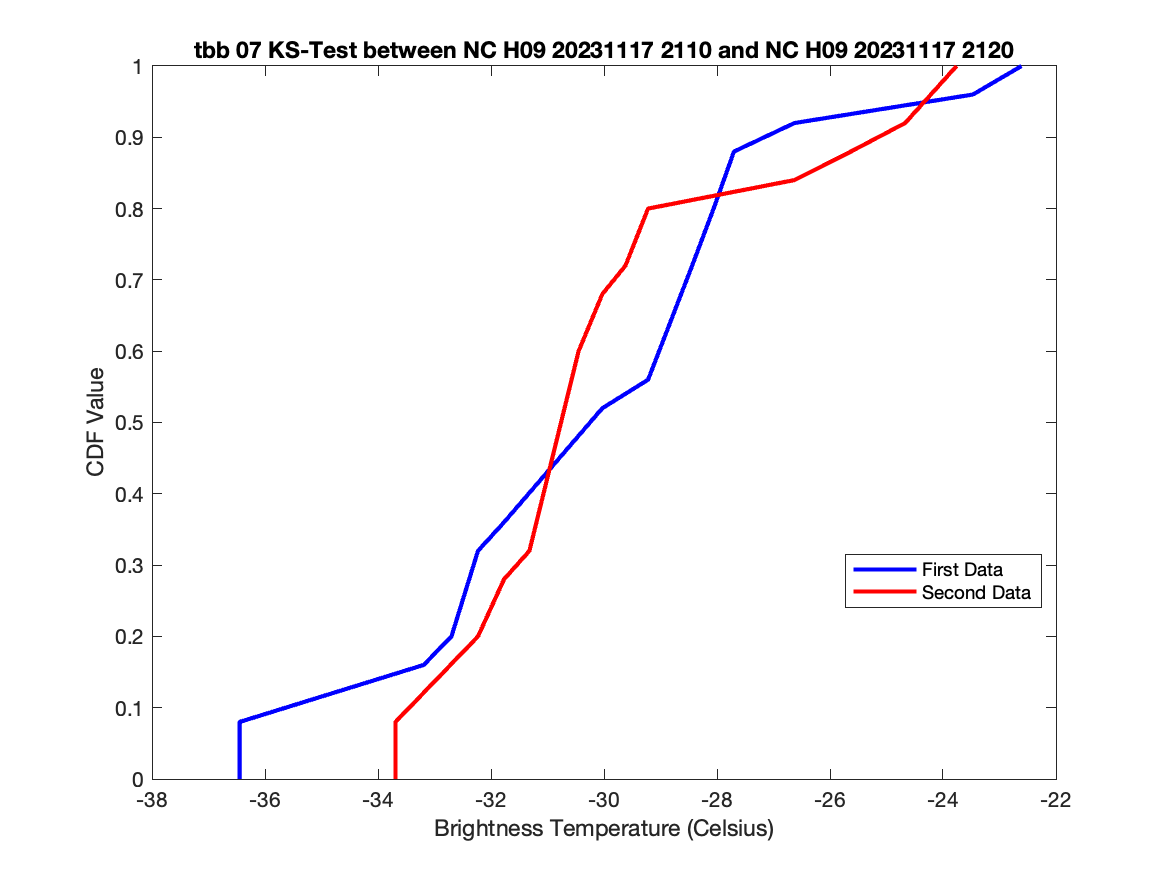 tbb 07 KS-Test between NC H09 20231117 2110 and NC H09 20231117 2120
1
0.9
0.8
0.7
0.6
0.5
0.4
0.3
0.2
0.1
0
CDF Value
First Data
Second Data
-38 -36 -34 -32 -30 -28 -26 -24 -22
Brightness Temperature (Celsius)